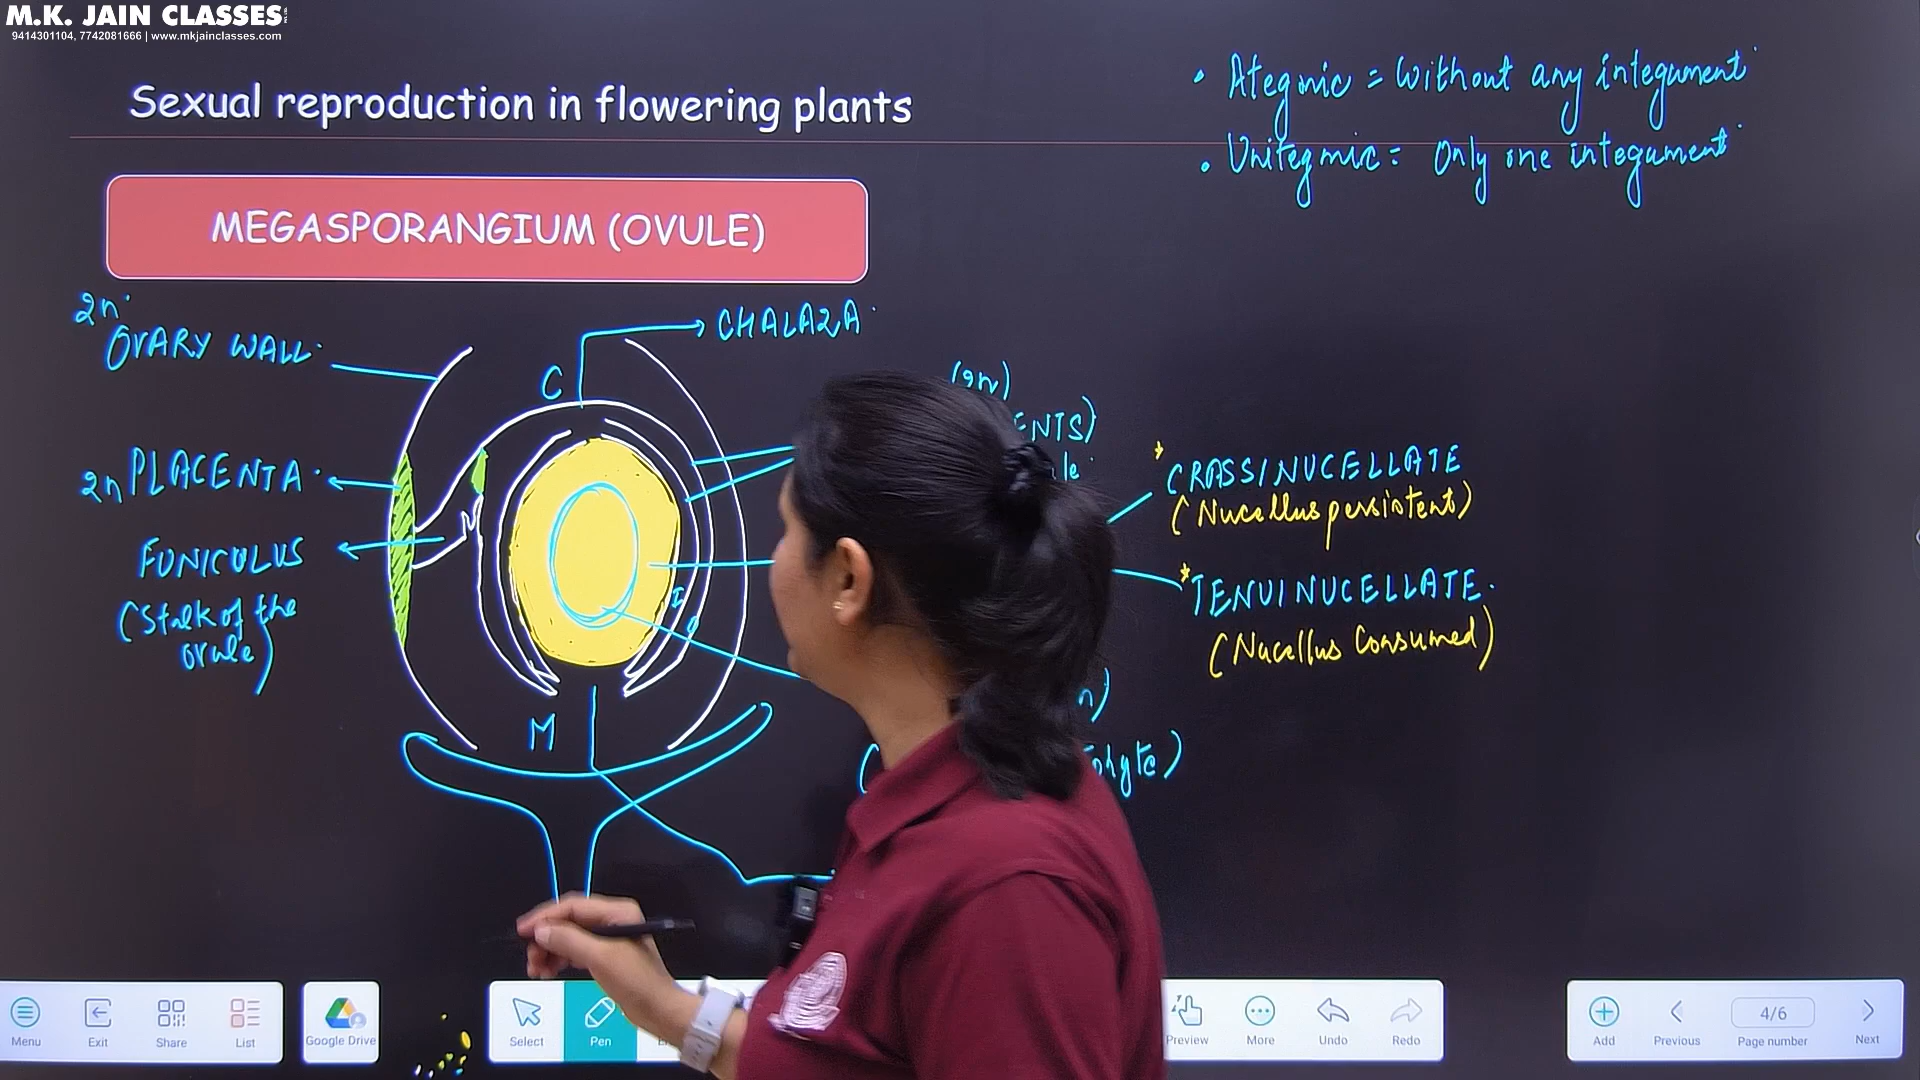 M.K. JAIN CLASSES
9414301104, 7742081666 | www.mkjainclasses.com
Sexual reproduction in flowering plants
• Ategmic = Without any integument
• Unitegmic = Only one integument
MEGASPORANGIUM (OVULE)
2n
OVARY WALL
CHALAZA
C
(2n)
ENTS)
le
2n PLACENTA
* CRASSINUCELLATE
(Nucellus persistent)
FUNICULUS
(Stalk of the
ovule)
* TENUINUCELLATE
(Nucellus Consumed)
I
O
M
n)
phyte)
Menu
Exit
Share
List
Google Drive
Select
Pen
Preview
More
Undo
Redo
Add
Previous
4/6
Page number
Next